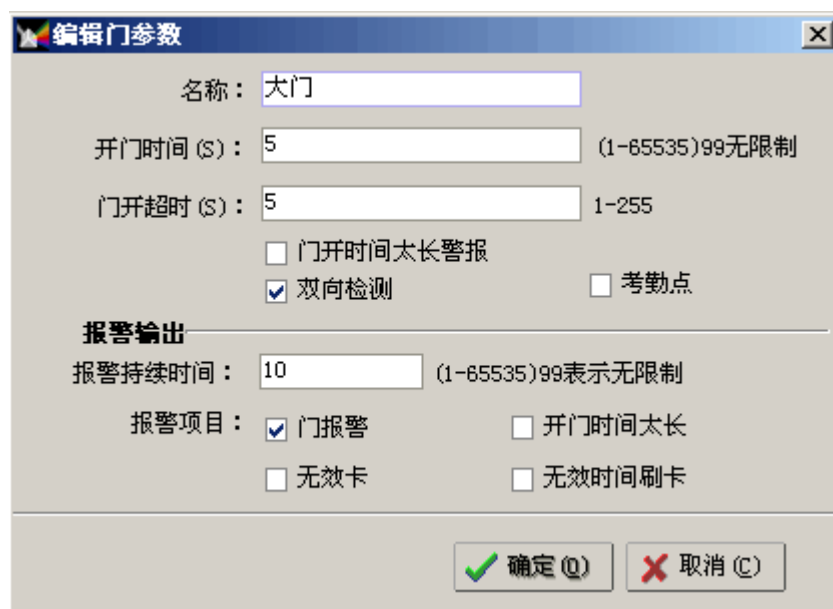 编辑门参数
名称： 大门
开门时间(S)： 5 (1-65535)99无限制
门开超时(S)： 5 1-255
门开时间太长警报
双向检测 考勤点
报警输出
报警持续时间： 10 (1-65535)99表示无限制
报警项目： 门报警 开门时间太长
无效卡 无效时间刷卡
确定(O) 取消(C)